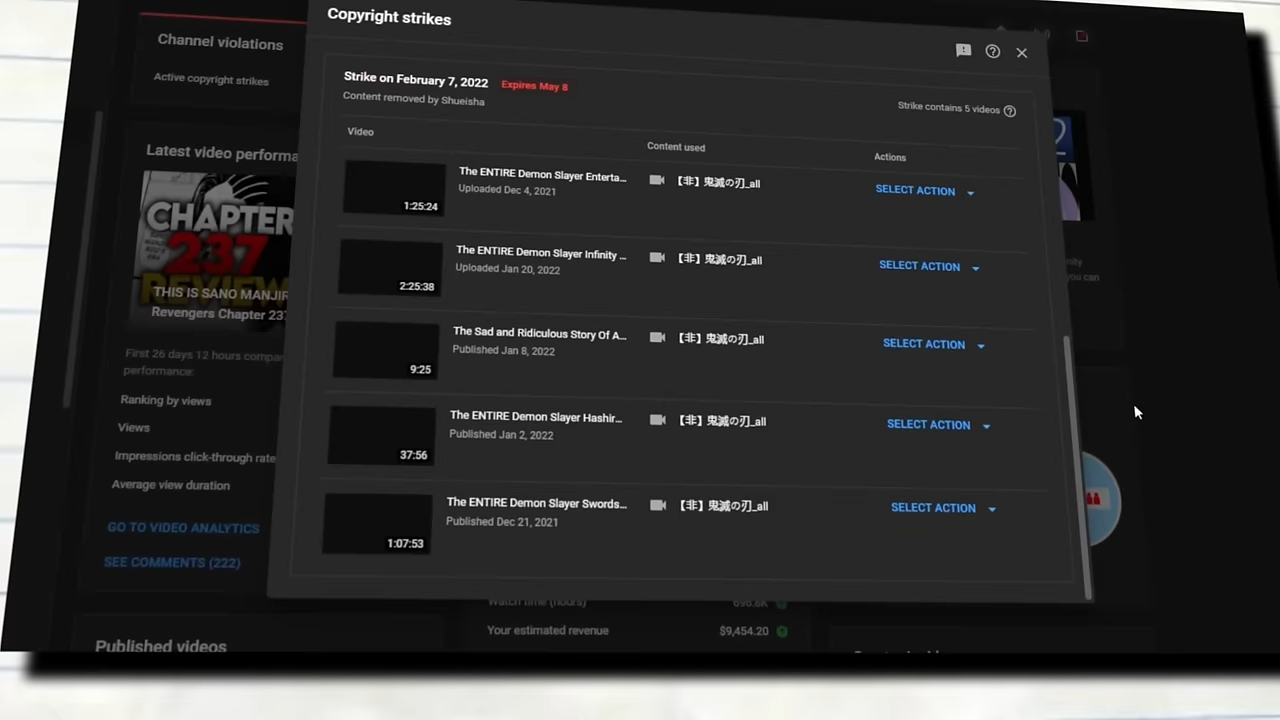 Copyright strikes
Strike on February 7, 2022 Expires May 8
Content removed by Shueisha
Strike contains 5 videos
Video Content used Actions
The ENTIRE Demon Slayer Enterta...
Uploaded Dec 4, 2021
1:25:24
【非】鬼滅の刃_all
SELECT ACTION
The ENTIRE Demon Slayer Infinity ...
Uploaded Jan 20, 2022
2:25:38
【非】鬼滅の刃_all
SELECT ACTION
The Sad and Ridiculous Story Of A...
Published Jan 8, 2022
9:25
【非】鬼滅の刃_all
SELECT ACTION
The ENTIRE Demon Slayer Hashir...
Published Jan 2, 2022
37:56
【非】鬼滅の刃_all
SELECT ACTION
The ENTIRE Demon Slayer Swords...
Published Dec 21, 2021
1:07:53
【非】鬼滅の刃_all
SELECT ACTION
Channel violations
Active copyright strikes
Latest video performa
CHAPTER
237
REVIEW
THIS IS SANO MANJIR
Revengers Chapter 237
First 26 days 12 hours compa
performance:
Ranking by views
Views
Impressions click-through rate
Average view duration
GO TO VIDEO ANALYTICS
SEE COMMENTS (222)
Published videos
Watch time (hours)
Your estimated revenue $9,454.20
you can